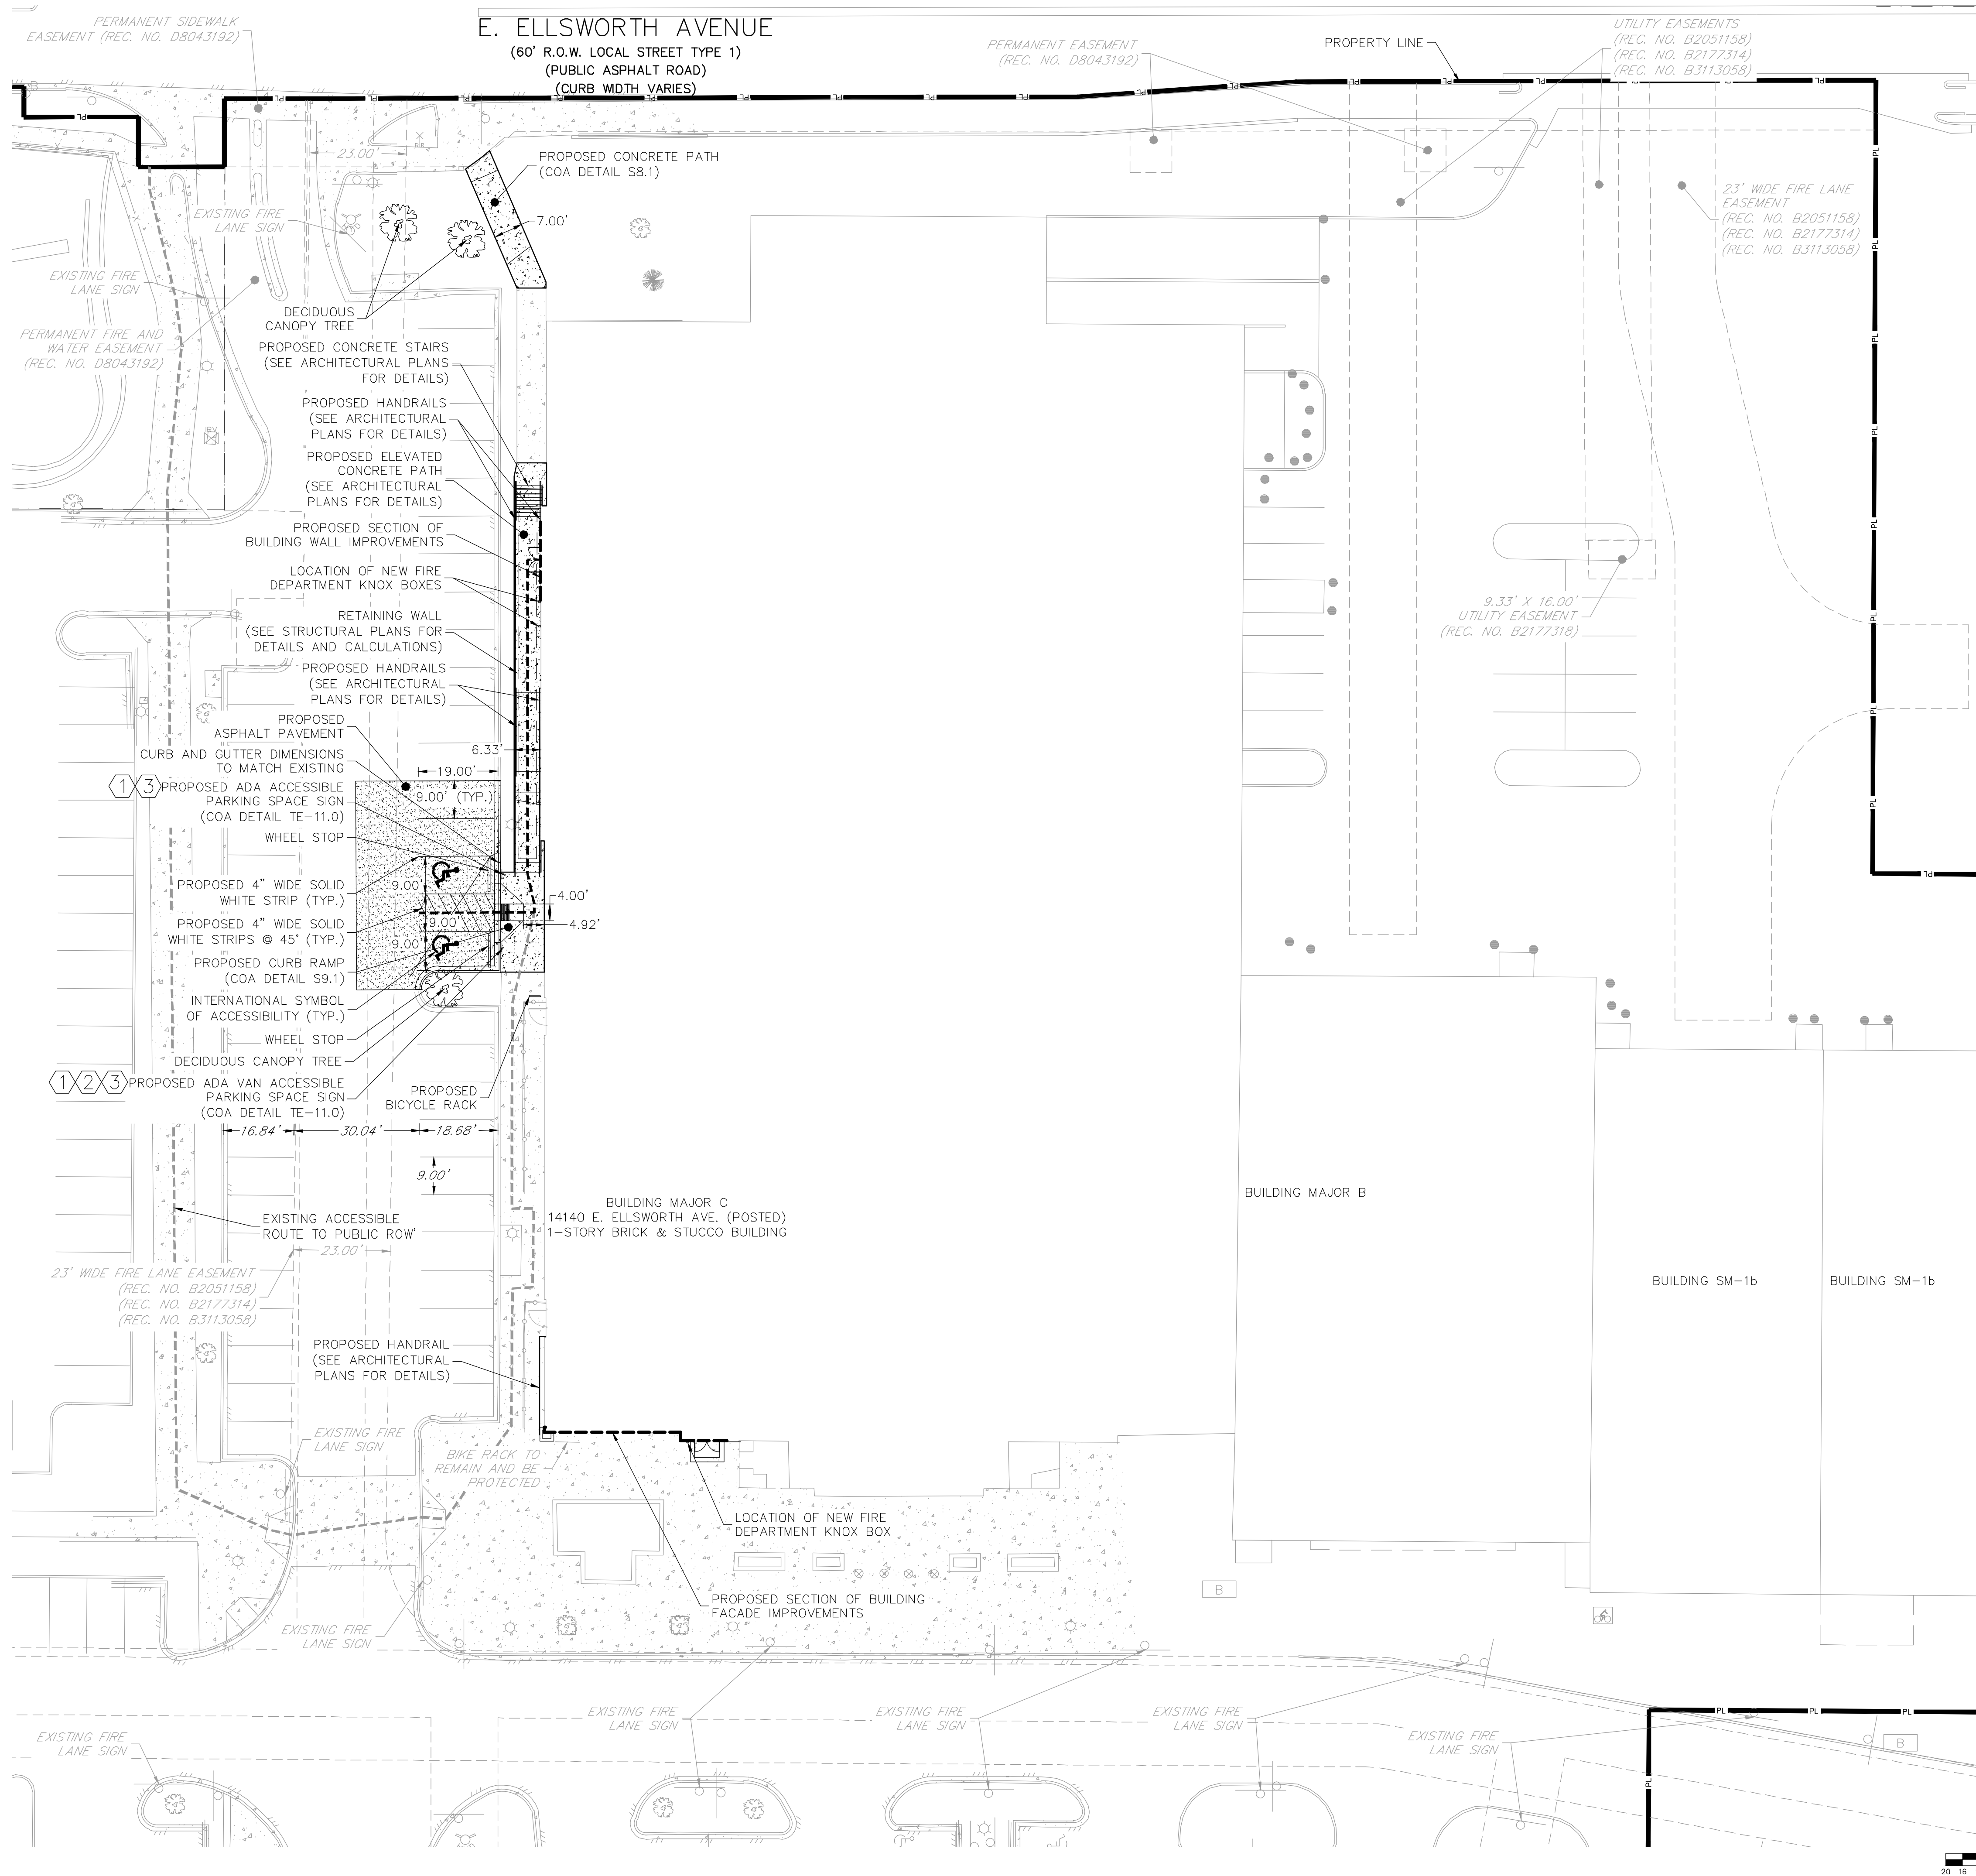 E. ELLSWORTH AVENUE
(60' R.O.W. LOCAL STREET TYPE 1)
(PUBLIC ASPHALT ROAD)
(CURB WIDTH VARIES)
PERMANENT SIDEWALK
EASEMENT (REC. NO. D8043192)
PERMANENT EASEMENT
(REC. NO. D8043192)
PROPERTY LINE
UTILITY EASEMENTS
(REC. NO. B2051158)
(REC. NO. B2177314)
(REC. NO. B3113058)
23.00'
PROPOSED CONCRETE PATH
(COA DETAIL S8.1)
7.00'
23' WIDE FIRE LANE
EASEMENT
(REC. NO. B2051158)
(REC. NO. B2177314)
(REC. NO. B3113058)
EXISTING FIRE
LANE SIGN
EXISTING FIRE
LANE SIGN
PERMANENT FIRE AND
WATER EASEMENT
(REC. NO. D8043192)
DECIDUOUS
CANOPY TREE
PROPOSED CONCRETE STAIRS
(SEE ARCHITECTURAL PLANS
FOR DETAILS)
PROPOSED HANDRAILS
(SEE ARCHITECTURAL
PLANS FOR DETAILS)
PROPOSED ELEVATED
CONCRETE PATH
(SEE ARCHITECTURAL
PLANS FOR DETAILS)
PROPOSED SECTION OF
BUILDING WALL IMPROVEMENTS
LOCATION OF NEW FIRE
DEPARTMENT KNOX BOXES
RETAINING WALL
(SEE STRUCTURAL PLANS FOR
DETAILS AND CALCULATIONS)
PROPOSED HANDRAILS
(SEE ARCHITECTURAL
PLANS FOR DETAILS)
9.33' X 16.00'
UTILITY EASEMENT
(REC. NO. B2177318)
PROPOSED
ASPHALT PAVEMENT
CURB AND GUTTER DIMENSIONS
TO MATCH EXISTING
6.33'
19.00'
9.00' (TYP.)
1 3 PROPOSED ADA ACCESSIBLE
PARKING SPACE SIGN
(COA DETAIL TE-11.0)
WHEEL STOP
PROPOSED 4" WIDE SOLID
WHITE STRIP (TYP.)
9.00'
4.00'
PROPOSED 4" WIDE SOLID
WHITE STRIPS @ 45° (TYP.)
9.00'
4.92'
9.00'
PROPOSED CURB RAMP
(COA DETAIL S9.1)
INTERNATIONAL SYMBOL
OF ACCESSIBILITY (TYP.)
WHEEL STOP
DECIDUOUS CANOPY TREE
1 2 3 PROPOSED ADA VAN ACCESSIBLE
PARKING SPACE SIGN
(COA DETAIL TE-11.0)
PROPOSED
BICYCLE RACK
16.84'
30.04'
18.68'
9.00'
EXISTING ACCESSIBLE
ROUTE TO PUBLIC ROW'
23.00'
BUILDING MAJOR C
14140 E. ELLSWORTH AVE. (POSTED)
1-STORY BRICK & STUCCO BUILDING
BUILDING MAJOR B
BUILDING SM-1b
BUILDING SM-1b
23' WIDE FIRE LANE EASEMENT
(REC. NO. B2051158)
(REC. NO. B2177314)
(REC. NO. B3113058)
PROPOSED HANDRAIL
(SEE ARCHITECTURAL
PLANS FOR DETAILS)
EXISTING FIRE
LANE SIGN
BIKE RACK TO
REMAIN AND BE
PROTECTED
LOCATION OF NEW FIRE
DEPARTMENT KNOX BOX
PROPOSED SECTION OF BUILDING
FACADE IMPROVEMENTS
B
EXISTING FIRE
LANE SIGN
EXISTING FIRE
LANE SIGN
EXISTING FIRE
LANE SIGN
EXISTING FIRE
LANE SIGN
EXISTING FIRE
LANE SIGN
EXISTING FIRE
LANE SIGN
PL
PL
PL
PL
B
20 16